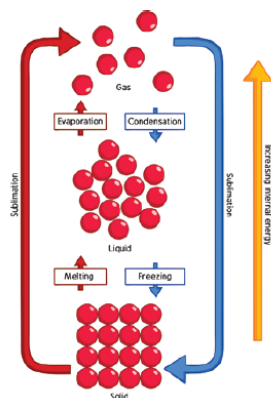 Gas
Evaporation
Condensation
Sublimation
Sublimation
Increasing internal energy
Liquid
Melting
Freezing
Solid